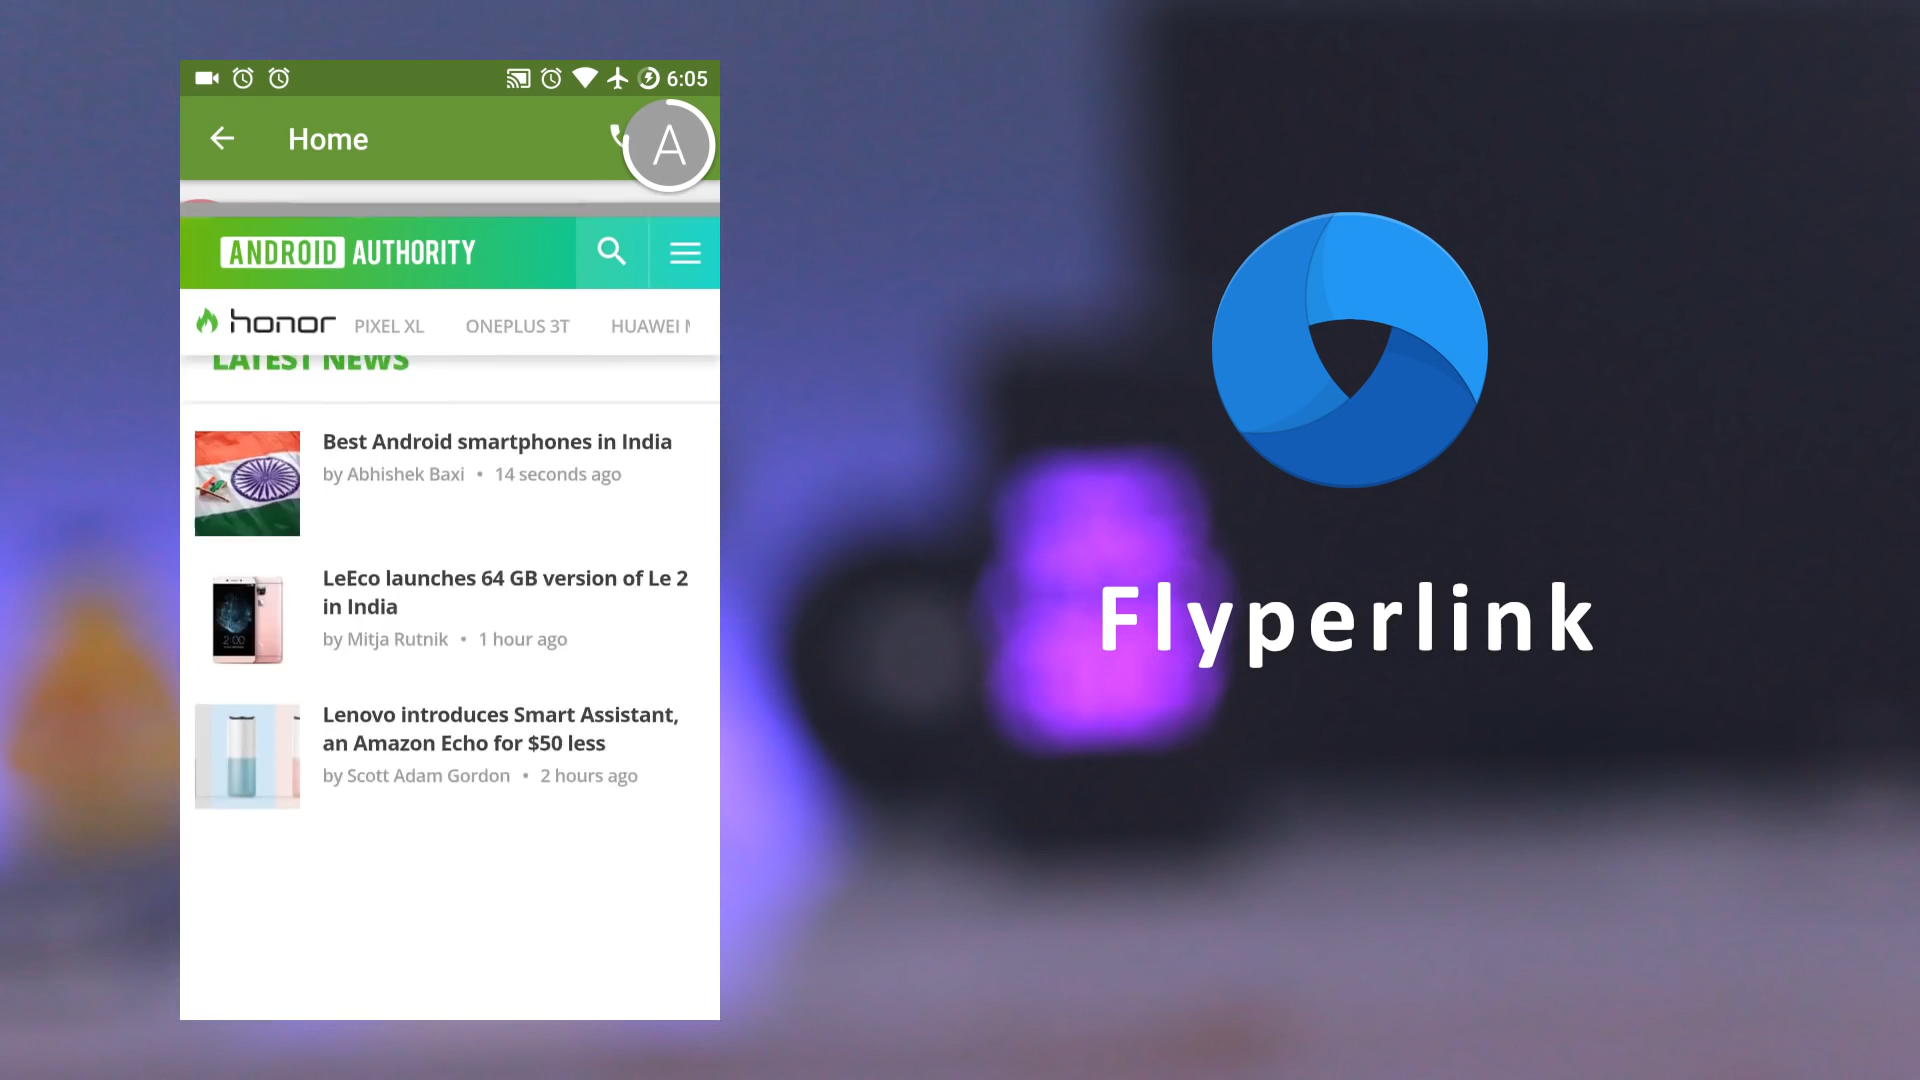 6:05
Home
A
ANDROID AUTHORITY
honor PIXEL XL ONEPLUS 3T HUAWEI
LATEST NEWS
Best Android smartphones in India
by Abhishek Baxi • 14 seconds ago
LeEco launches 64 GB version of Le 2
in India
by Mitja Rutnik • 1 hour ago
2:00
Lenovo introduces Smart Assistant,
an Amazon Echo for $50 less
by Scott Adam Gordon • 2 hours ago
Flyperlink